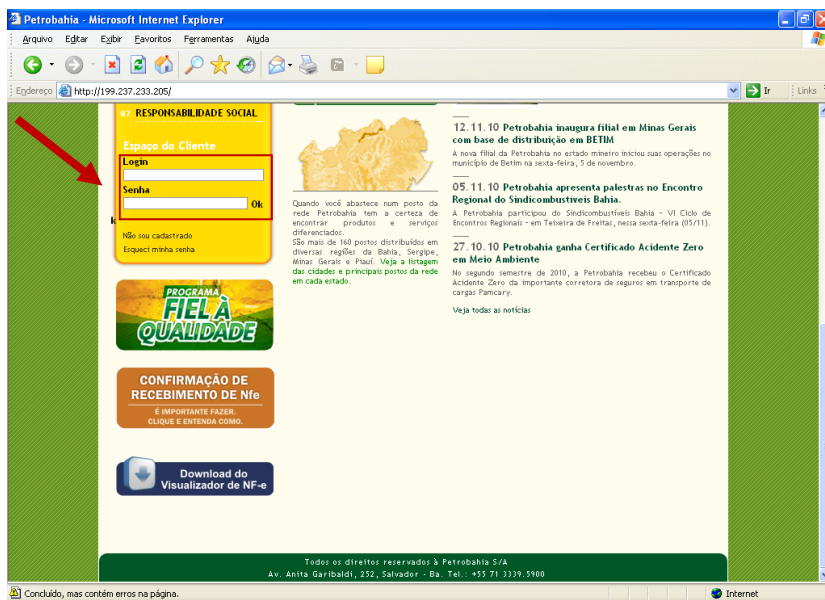 Petrobahia - Microsoft Internet Explorer
Arquivo Editar Exibir Favoritos Ferramentas Ajuda
Endereço http://199.237.233.205/ Ir Links
07 RESPONSABILIDADE SOCIAL
Espaço do Cliente
Login
Senha
Ok
Não sou cadastrado
Esqueci minha senha
PROGRAMA
FIEL À
QUALIDADE
CONFIRMAÇÃO DE
RECEBIMENTO DE Nfe
É IMPORTANTE FAZER.
CLIQUE E ENTENDA COMO.
Download do
Visualizador de NF-e
Quando você abastece num posto da
rede Petrobahia tem a certeza de
encontrar produtos e serviços
diferenciados.
São mais de 160 postos distribuídos em
diversas regiões da Bahia, Sergipe,
Minas Gerais e Piauí. Veja a listagem
das cidades e principais postos da rede
em cada estado.
12.11.10 Petrobahia inaugura filial em Minas Gerais
com base de distribuição em BETIM
A nova filial da Petrobahia no estado mineiro iniciou suas operações no
município de Betim na sexta-feira, 5 de novembro.
05.11.10 Petrobahia apresenta palestras no Encontro
Regional do Sindicombustíveis Bahia.
A Petrobahia participou do Sindicombustíveis Bahia - VI Ciclo de
Encontros Regionais - em Teixeira de Freitas, nessa sexta-feira (05/11).
27.10.10 Petrobahia ganha Certificado Acidente Zero
em Meio Ambiente
No segundo semestre de 2010, a Petrobahia recebeu o Certificado
Acidente Zero da importante corretora de seguros em transporte de
cargas Pamcary.
Veja todas as notícias
Todos os direitos reservados à Petrobahia S/A
Av. Anita Garibaldi, 252, Salvador - Ba. Tel.: +55 71 3339.5900
Concluído, mas contém erros na página. Internet